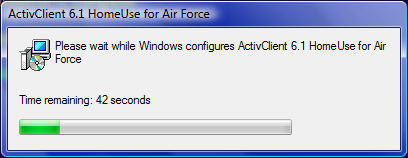 ActivClient 6.1 HomeUse for Air Force
Please wait while Windows configures ActivClient 6.1 HomeUse for Air
Force
Time remaining: 42 seconds